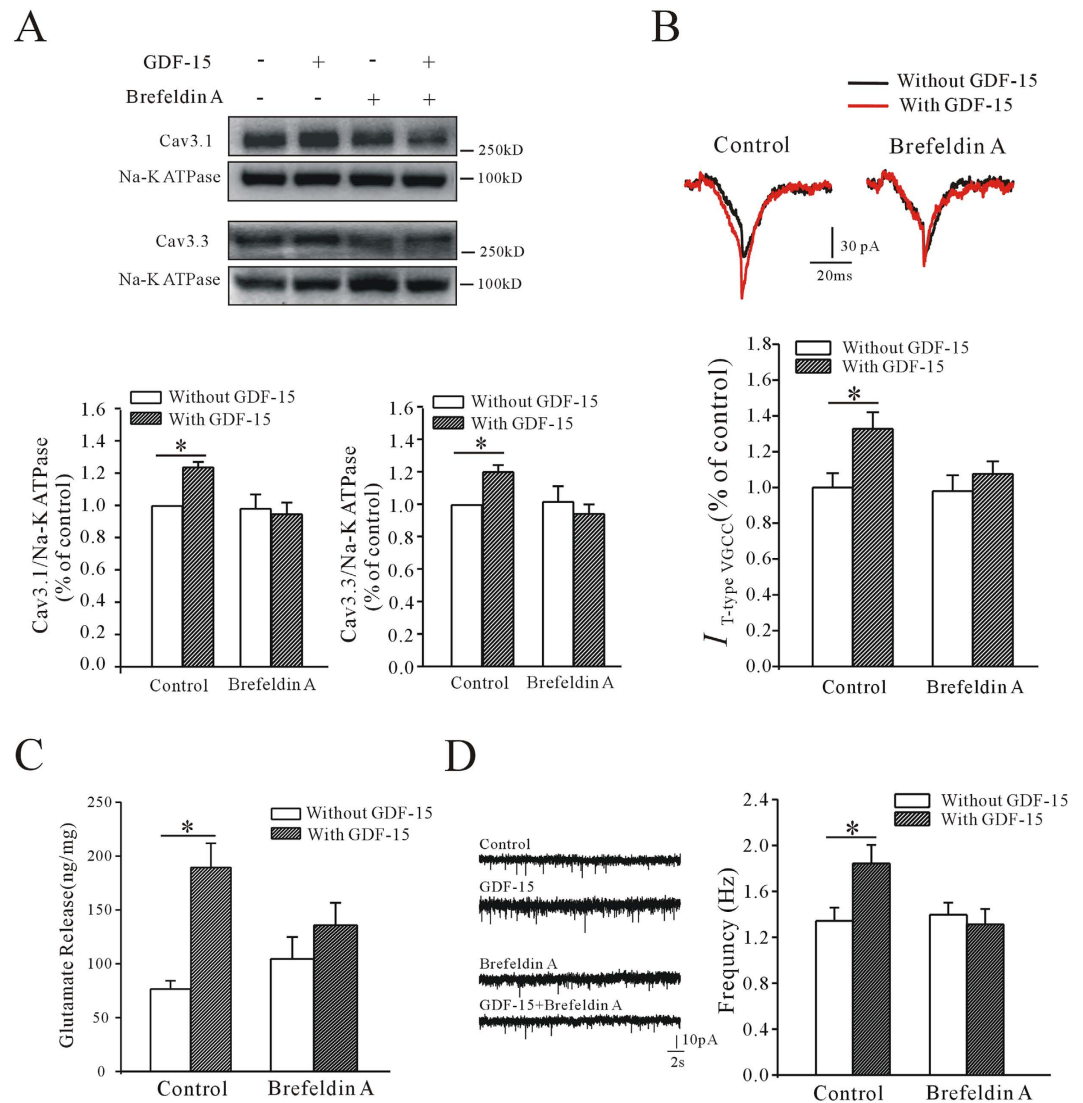 A
GDF-15 - + - +
Brefeldin A - - + +
Cav3.1
250kD
Na-K ATPase
100kD
Cav3.3
250kD
Na-K ATPase
100kD
Without GDF-15
With GDF-15
1.6
1.4
1.2
1.0
0.8
0.6
0.4
0.2
0.0
Cav3.1/Na-K ATPase
(% of control)
*
Control
Brefeldin A
Without GDF-15
With GDF-15
1.6
1.4
1.2
1.0
0.8
0.6
0.4
0.2
0.0
Cav3.3/Na-K ATPase
(% of control)
*
Control
Brefeldin A
B
Without GDF-15
With GDF-15
Control
Brefeldin A
30 pA
20ms
1.8
1.6
1.4
1.2
1.0
0.8
0.6
0.4
0.2
0.0
I T-type VGCC(% of control)
Without GDF-15
With GDF-15
*
Control
Brefeldin A
C
250
200
150
100
50
0
Glutamate Release(ng/mg)
Without GDF-15
With GDF-15
*
Control
Brefeldin A
D
Control
GDF-15
Brefeldin A
GDF-15+Brefeldin A
10pA
2s
2.4
2.0
1.6
1.2
0.8
0.4
0.0
Frequncy (Hz)
Without GDF-15
With GDF-15
*
Control
Brefeldin A